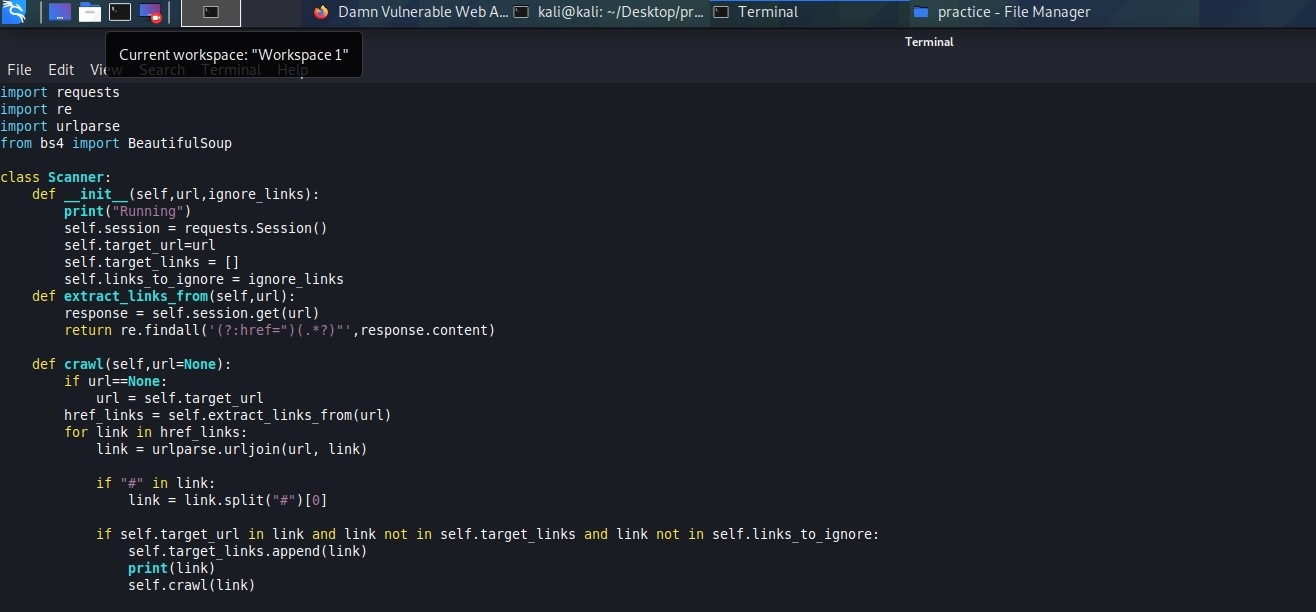 Damn Vulnerable Web A... kali@kali: ~/Desktop/pr... Terminal practice - File Manager
Terminal
Current workspace: "Workspace 1"
File Edit View Search Terminal Help
import requests
import re
import urlparse
from bs4 import BeautifulSoup
class Scanner:
    def __init__(self,url,ignore_links):
        print("Running")
        self.session = requests.Session()
        self.target_url=url
        self.target_links = []
        self.links_to_ignore = ignore_links
    def extract_links_from(self,url):
        response = self.session.get(url)
        return re.findall('(?:href=")(.*?)"',response.content)
    def crawl(self,url=None):
        if url==None:
            url = self.target_url
        href_links = self.extract_links_from(url)
        for link in href_links:
            link = urlparse.urljoin(url, link)
            if "#" in link:
                link = link.split("#")[0]
            if self.target_url in link and link not in self.target_links and link not in self.links_to_ignore:
                self.target_links.append(link)
                print(link)
                self.crawl(link)